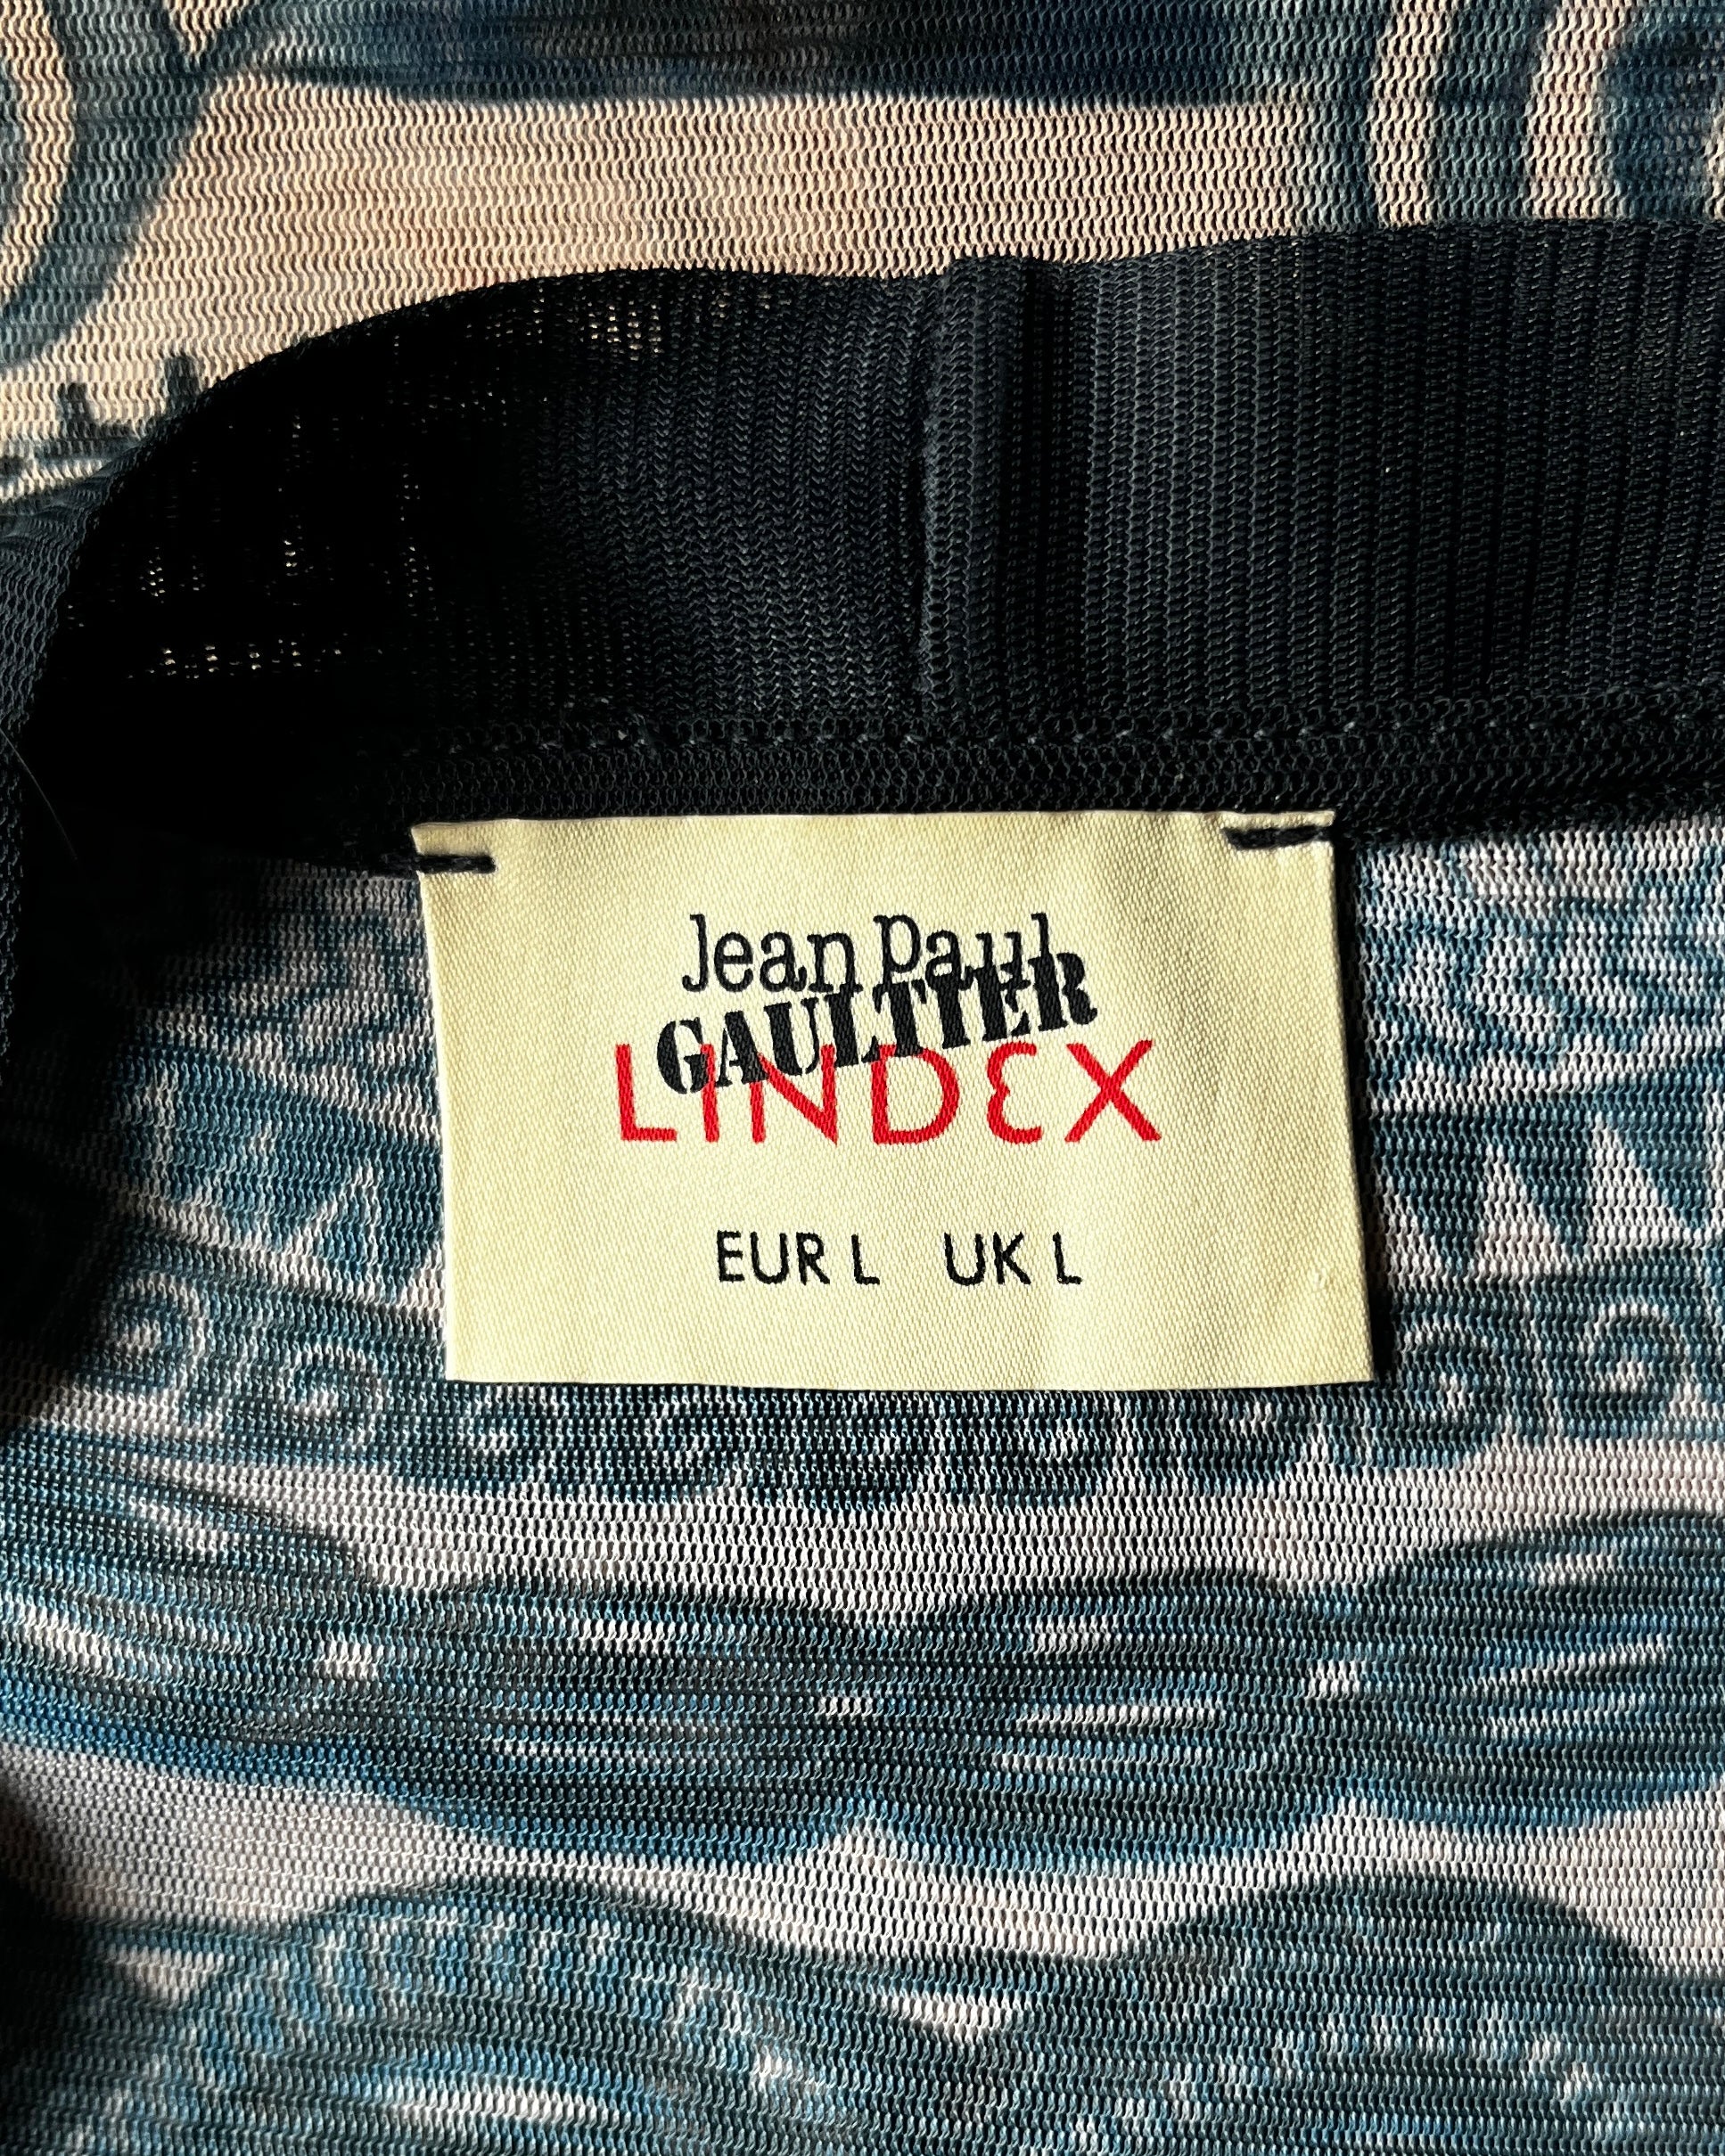 Jean Paul
GAULTIER
LINDEX
EUR L UK L